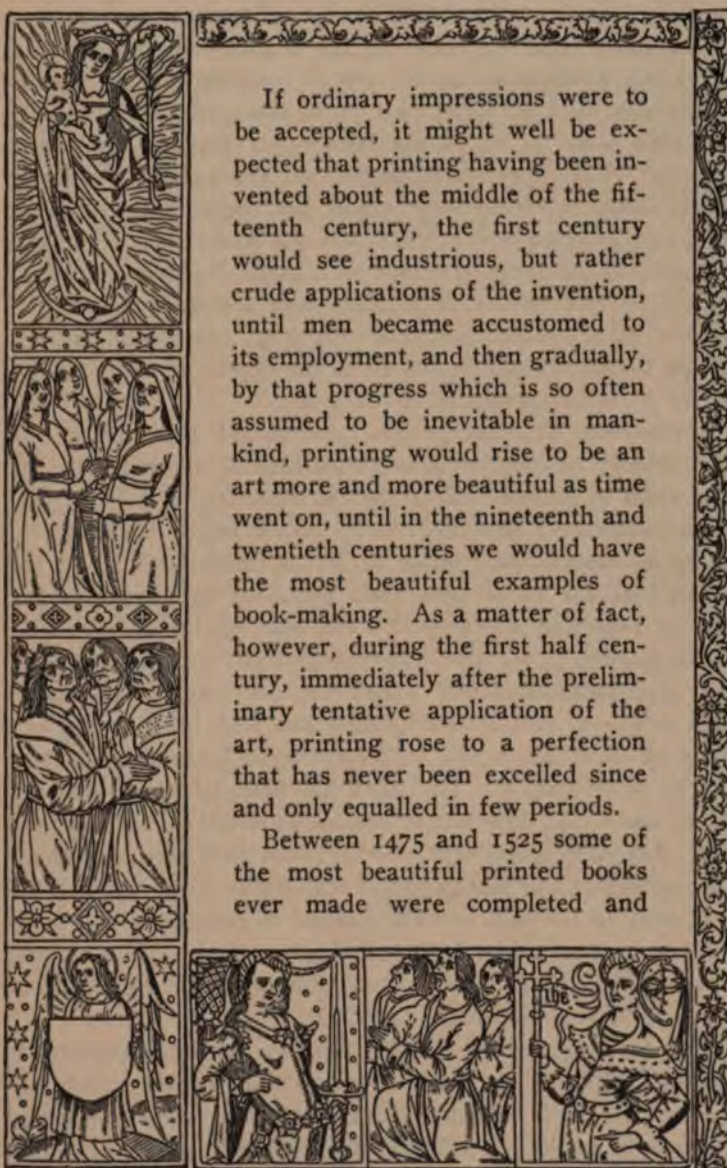 If ordinary impressions were to
be accepted, it might well be ex-
pected that printing having been in-
vented about the middle of the fif-
teenth century, the first century
would see industrious, but rather
crude applications of the invention,
until men became accustomed to
its employment, and then gradually,
by that progress which is so often
assumed to be inevitable in man-
kind, printing would rise to be an
art more and more beautiful as time
went on, until in the nineteenth and
twentieth centuries we would have
the most beautiful examples of
book-making. As a matter of fact,
however, during the first half cen-
tury, immediately after the prelim-
inary tentative application of the
art, printing rose to a perfection
that has never been excelled since
and only equalled in few periods.
Between 1475 and 1525 some of
the most beautiful printed books
ever made were completed and